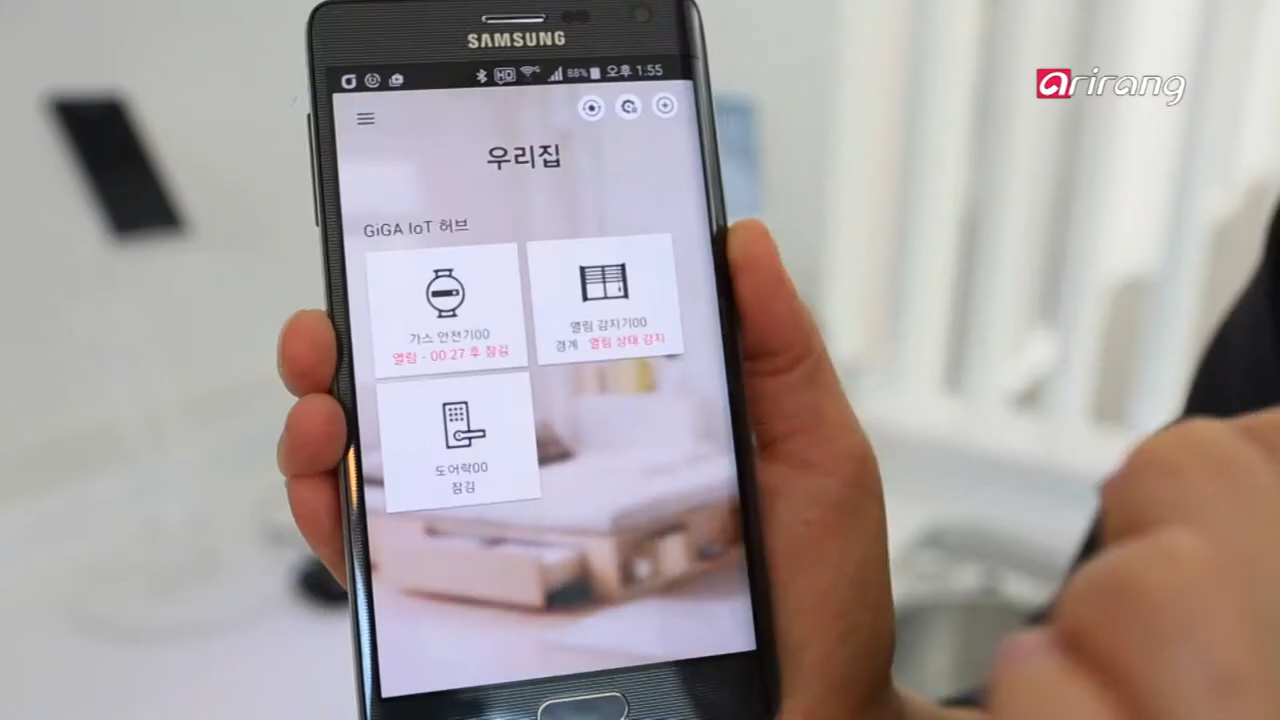 SAMSUNG
HD 88% 오후 1:55
arirang
우리집
GiGA IoT 허브
가스 안전기00
열림 - 00:27 후 잠김
열림 감지기00
경계 열림 상태 감지
도어락00
잠김